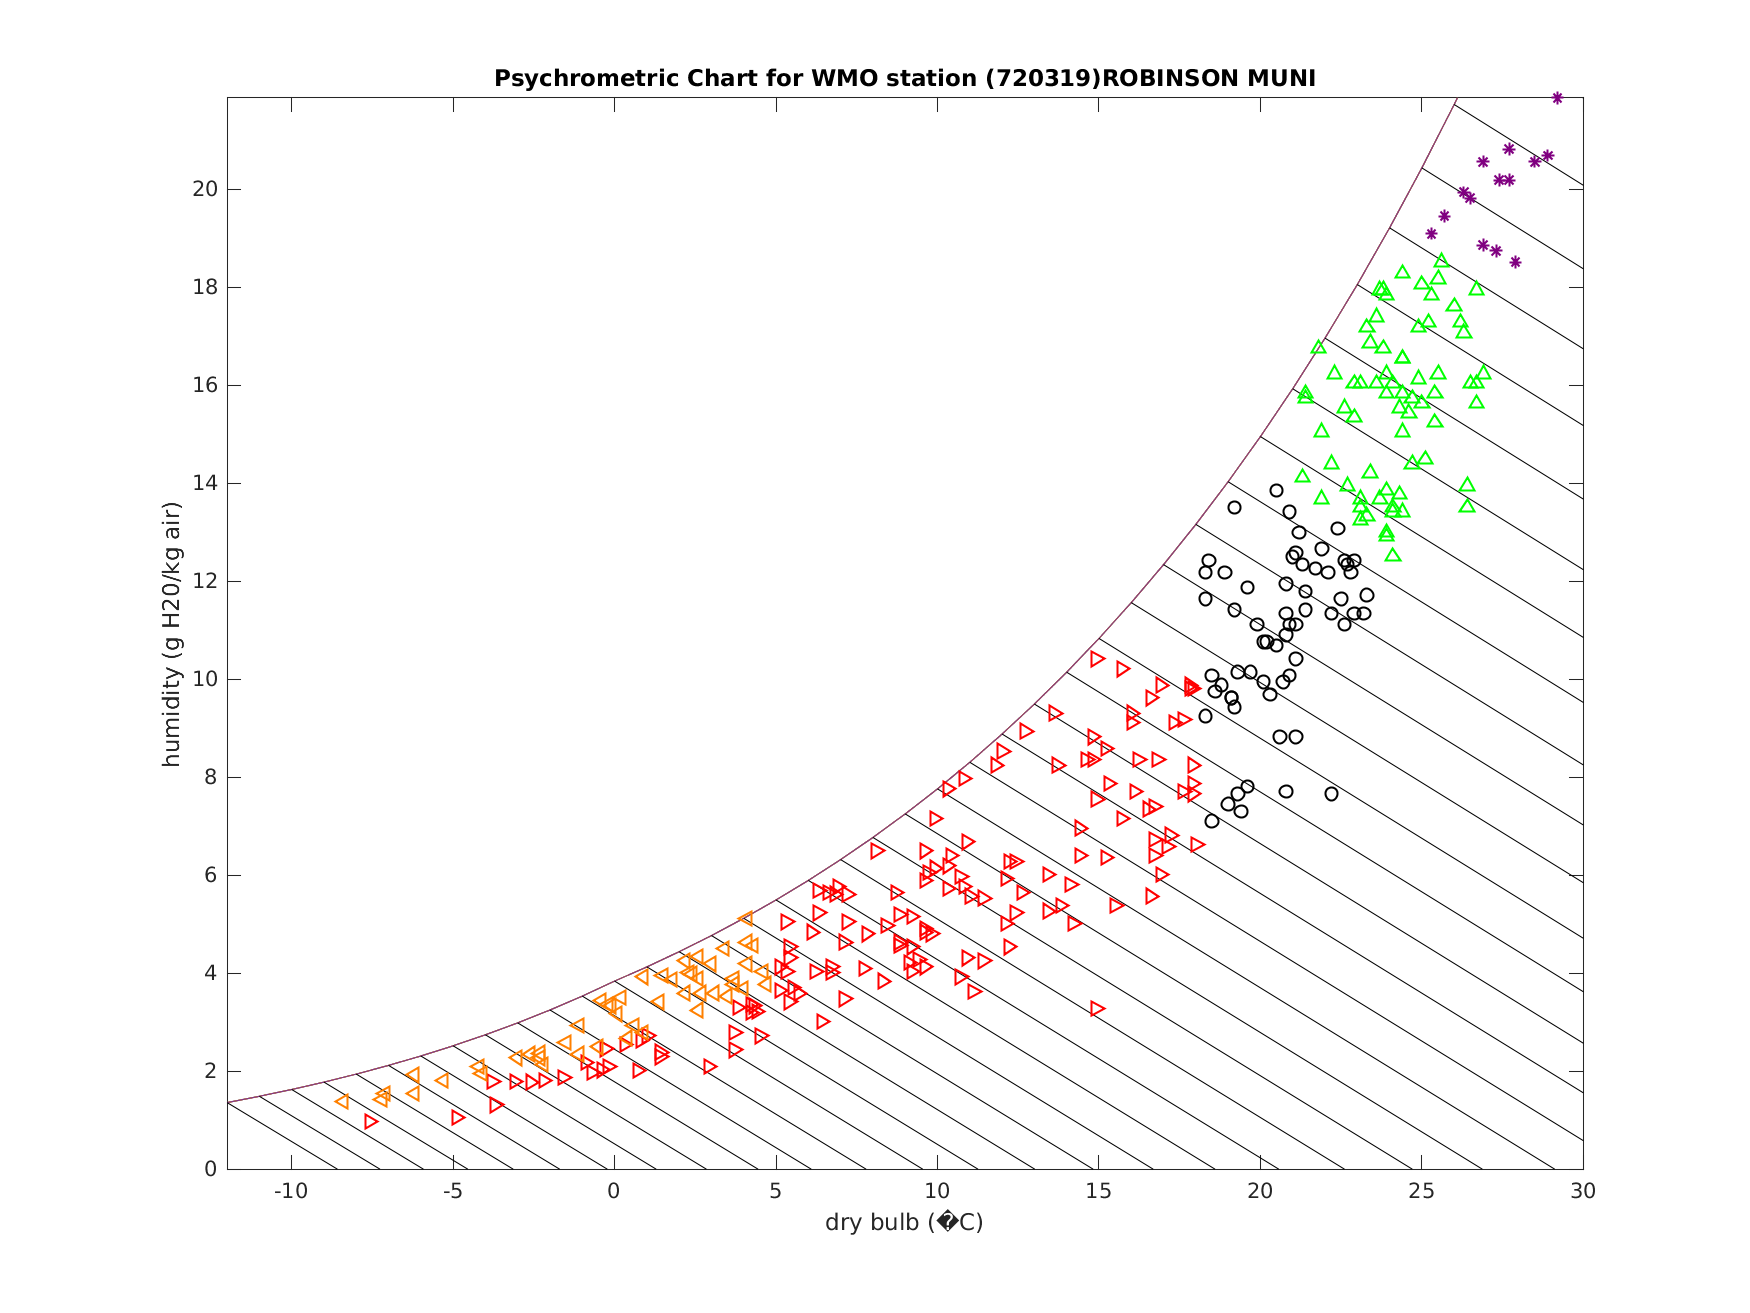 Psychrometric Chart for WMO station (720319)ROBINSON MUNI
humidity (g H20/kg air)
20
18
16
14
12
10
8
6
4
2
0
-10 -5 0 5 10 15 20 25 30
dry bulb (�C)